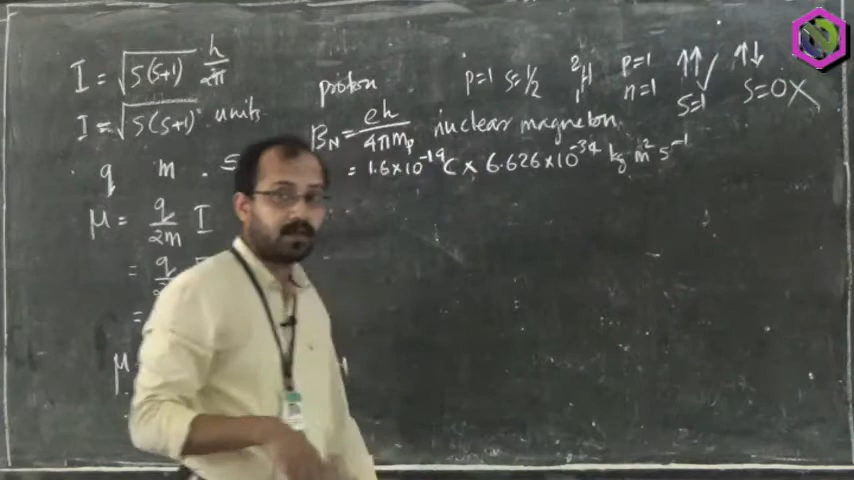 I = √S(S+1) h/2π
I = √S(S+1) units
q m . S
μ = q/2m I
= q
=
μ
proton p=1 s=1/2 ²₁H p=1 n=1 ↑↑✓ S=1 ↑↓ S=0 X
βN = eh/4πmp nuclear magneton
= 1.6×10⁻¹⁹C × 6.626×10⁻³⁴ kg m² s⁻¹